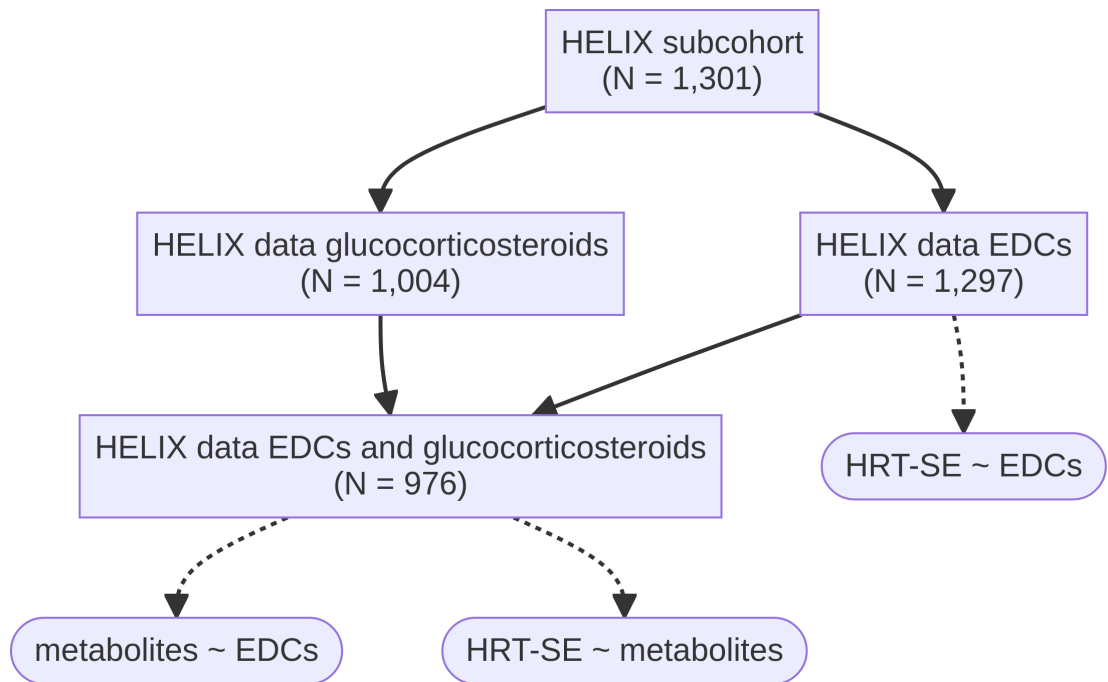 HELIX subcohort
(N = 1,301)
HELIX data glucocorticosteroids
(N = 1,004)
HELIX data EDCs
(N = 1,297)
HELIX data EDCs and glucocorticosteroids
(N = 976)
HRT-SE ~ EDCs
metabolites ~ EDCs
HRT-SE ~ metabolites